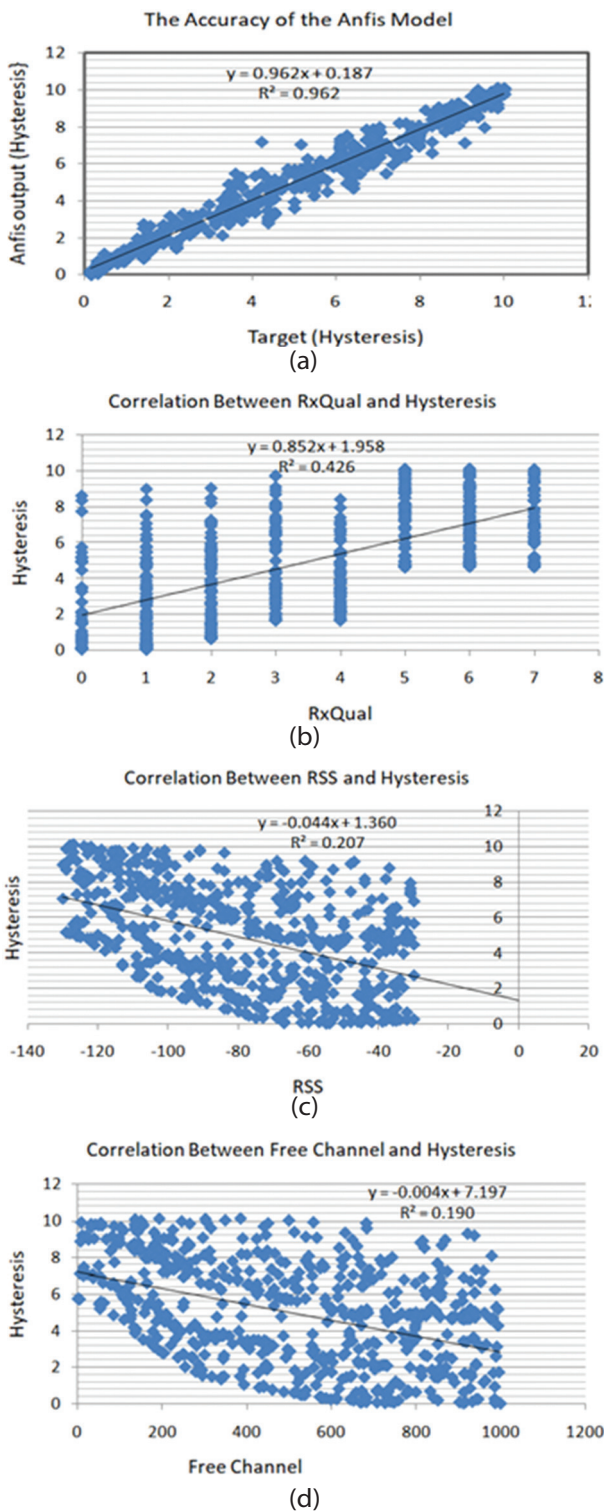 The Accuracy of the Anfis Model
y = 0.962x + 0.187
R² = 0.962
Anfis output (Hysteresis)
12
10
8
6
4
2
0
0 2 4 6 8 10 12
Target (Hysteresis)
(a)
Correlation Between RxQual and Hysteresis
y = 0.852x + 1.958
R² = 0.426
Hysteresis
12
10
8
6
4
2
0
0 1 2 3 4 5 6 7 8
RxQual
(b)
Correlation Between RSS and Hysteresis
y = -0.044x + 1.360
R² = 0.207
Hysteresis
12
10
8
6
4
2
0
-140 -120 -100 -80 -60 -40 -20 0 20
RSS
(c)
Correlation Between Free Channel and Hysteresis
y = -0.004x + 7.197
R² = 0.190
Hysteresis
12
10
8
6
4
2
0
0 200 400 600 800 1000 1200
Free Channel
(d)